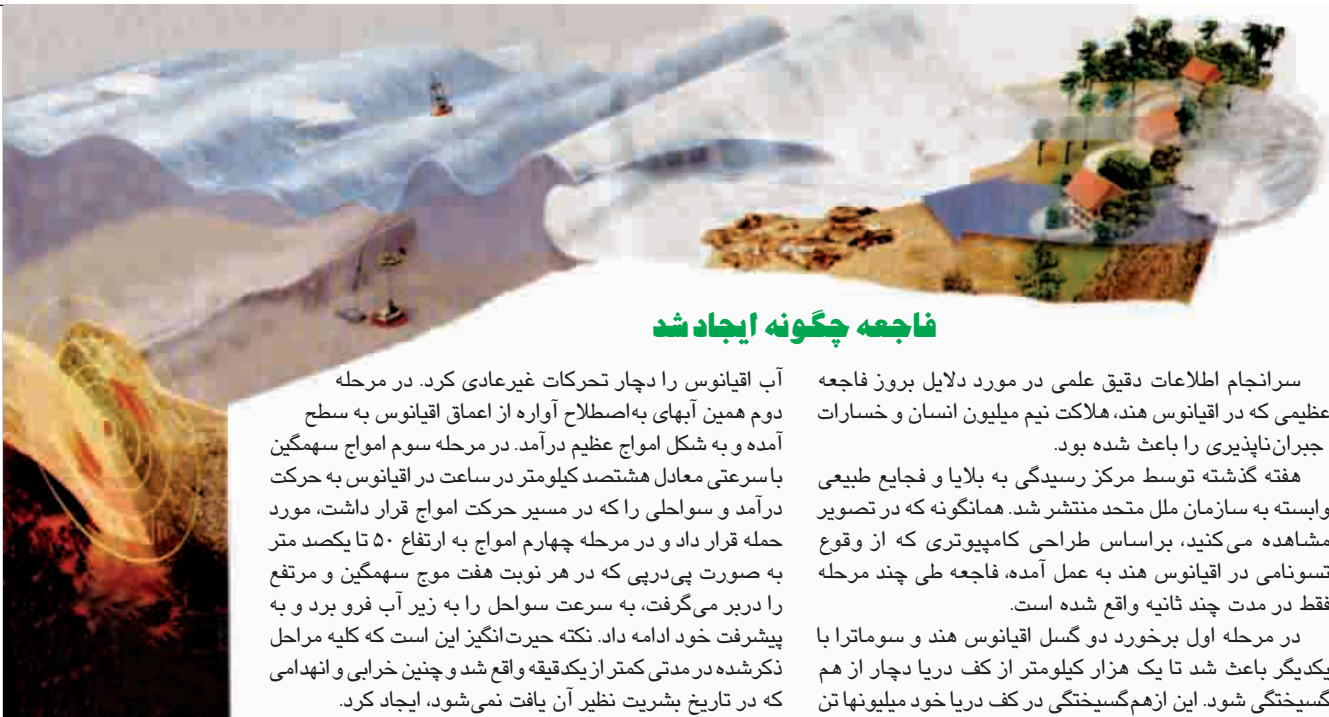 فاجعه چگونه ایجاد شد
سرانجام اطلاعات دقیق علمی در مورد دلایل بروز فاجعه
عظیمی که در اقیانوس هند، هلاکت نیم میلیون انسان و خسارات
جبران‌ناپذیری را باعث شده بود.
هفته گذشته توسط مرکز رسیدگی به بلایا و فجایع طبیعی
وابسته به سازمان ملل متحد منتشر شد. همانگونه که در تصویر
مشاهده می‌کنید، براساس طراحی کامپیوتری که از وقوع
تسونامی در اقیانوس هند به عمل آمده، فاجعه طی چند مرحله
فقط در مدت چند ثانیه واقع شده است.
در مرحله اول برخورد دو گسل اقیانوس هند و سوماترا با
یکدیگر باعث شد تا یک هزار کیلومتر از کف دریا دچار از هم
گسیختگی شود. این ازهم‌گسیختگی در کف دریا خود میلیونها تن
آب اقیانوس را دچار تحرکات غیرعادی کرد. در مرحله
دوم همین آبهای به‌اصطلاح آواره از اعماق اقیانوس به سطح
آمده و به شکل امواج عظیم درآمد. در مرحله سوم امواج سهمگین
با سرعتی معادل هشتصد کیلومتر در ساعت در اقیانوس به حرکت
درآمد و سواحلی را که در مسیر حرکت امواج قرار داشت، مورد
حمله قرار داد و در مرحله چهارم امواج به ارتفاع ۵۰ تا یکصد متر
به صورت پی‌درپی که در هر نوبت هفت موج سهمگین و مرتفع
را دربر می‌گرفت، به سرعت سواحل را به زیر آب فرو برد و به
پیشرفت خود ادامه داد. نکته حیرت‌انگیز این است که کلیه مراحل
ذکرشده در مدتی کمتر از یکدقیقه واقع شد و چنین خرابی و انهدامی
که در تاریخ بشریت نظیر آن یافت نمی‌شود، ایجاد کرد.